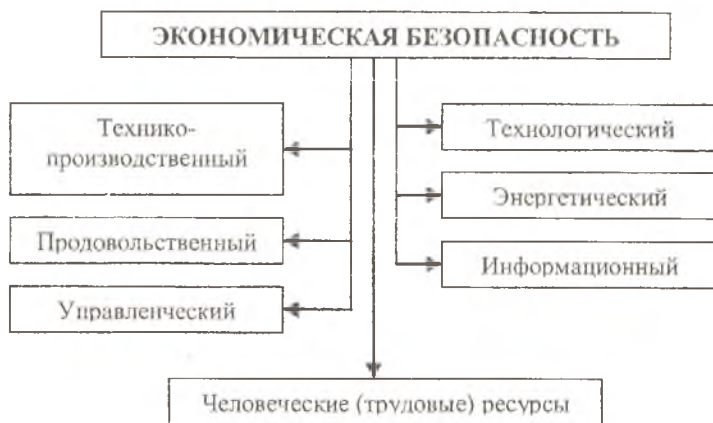 ЭКОНОМИЧЕСКАЯ БЕЗОПАСНОСТЬ
Технико-
производственный
Продовольственный
Управленческий
Технологический
Энергетический
Информационный
Человеческие (трудовые) ресурсы